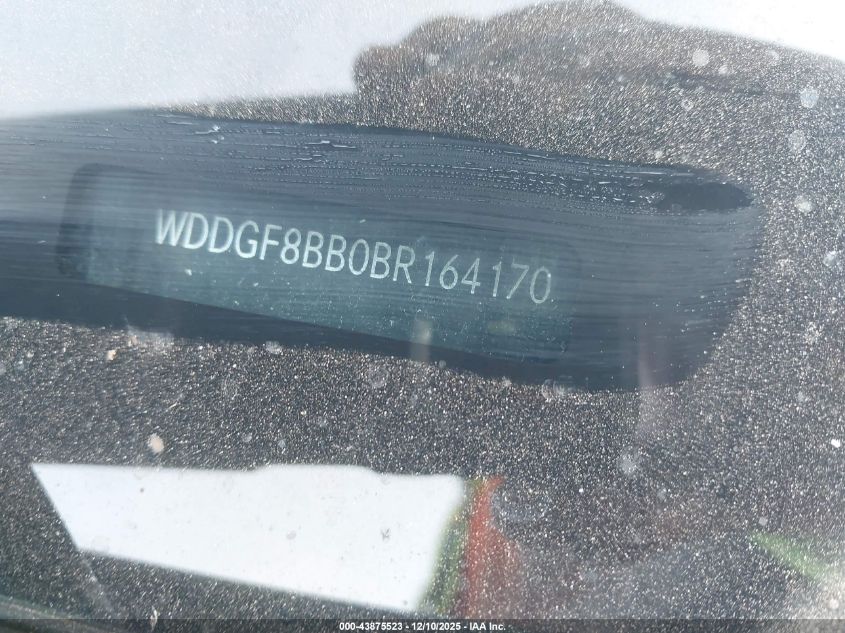 WDDGF8BB0BR164170
000-43875523 - 12/10/2025 - IAA Inc.